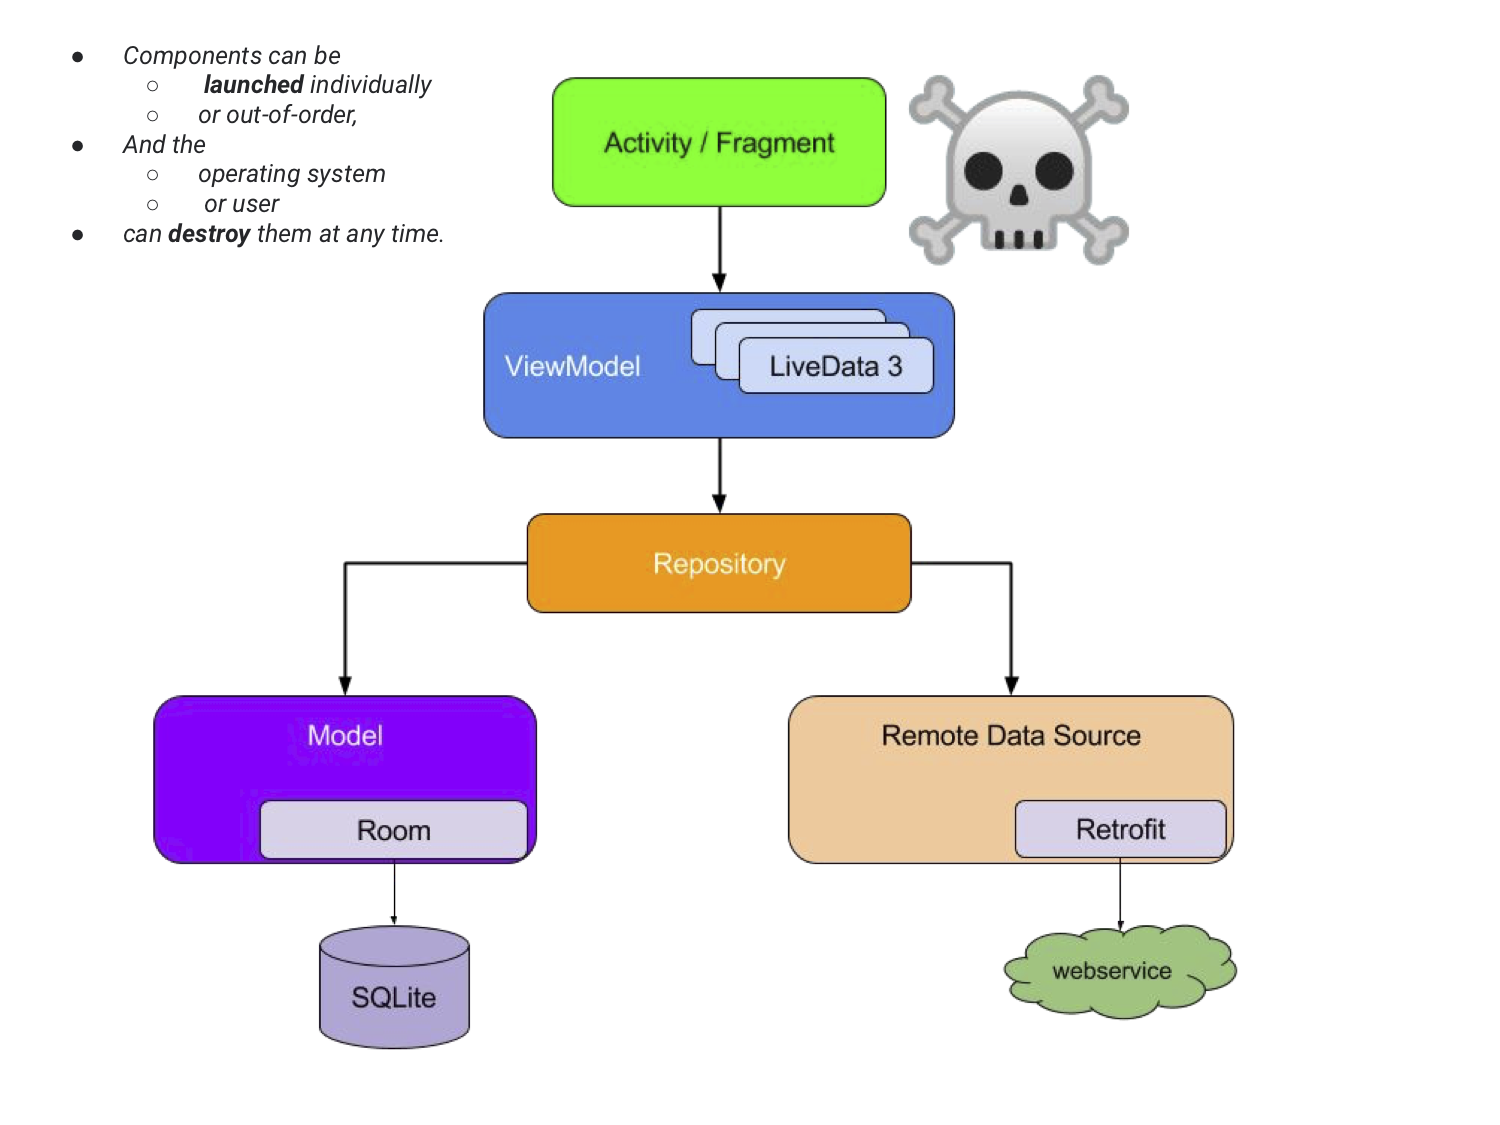 ● Components can be
○ launched individually
○ or out-of-order,
● And the
○ operating system
○ or user
● can destroy them at any time.
Activity / Fragment
ViewModel
LiveData 3
Repository
Model
Room
SQLite
Remote Data Source
Retrofit
webservice